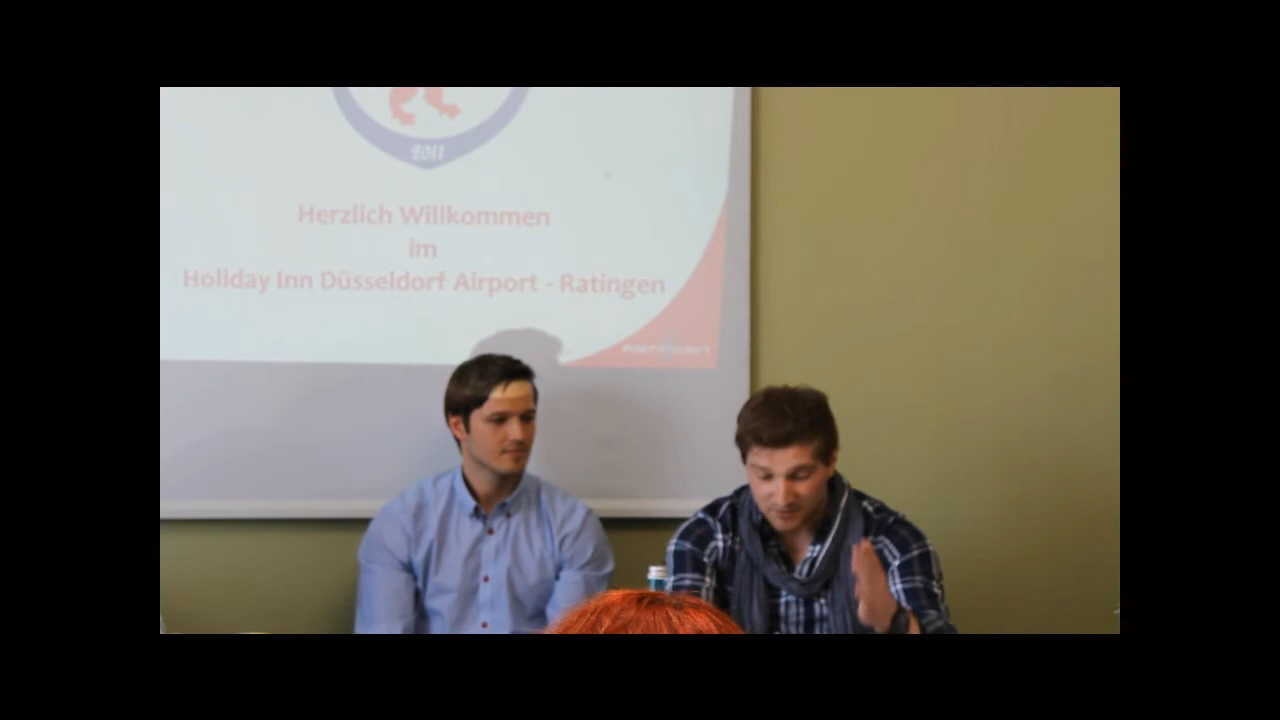 2011
Herzlich Willkommen
im
Holiday Inn Düsseldorf Airport - Ratingen